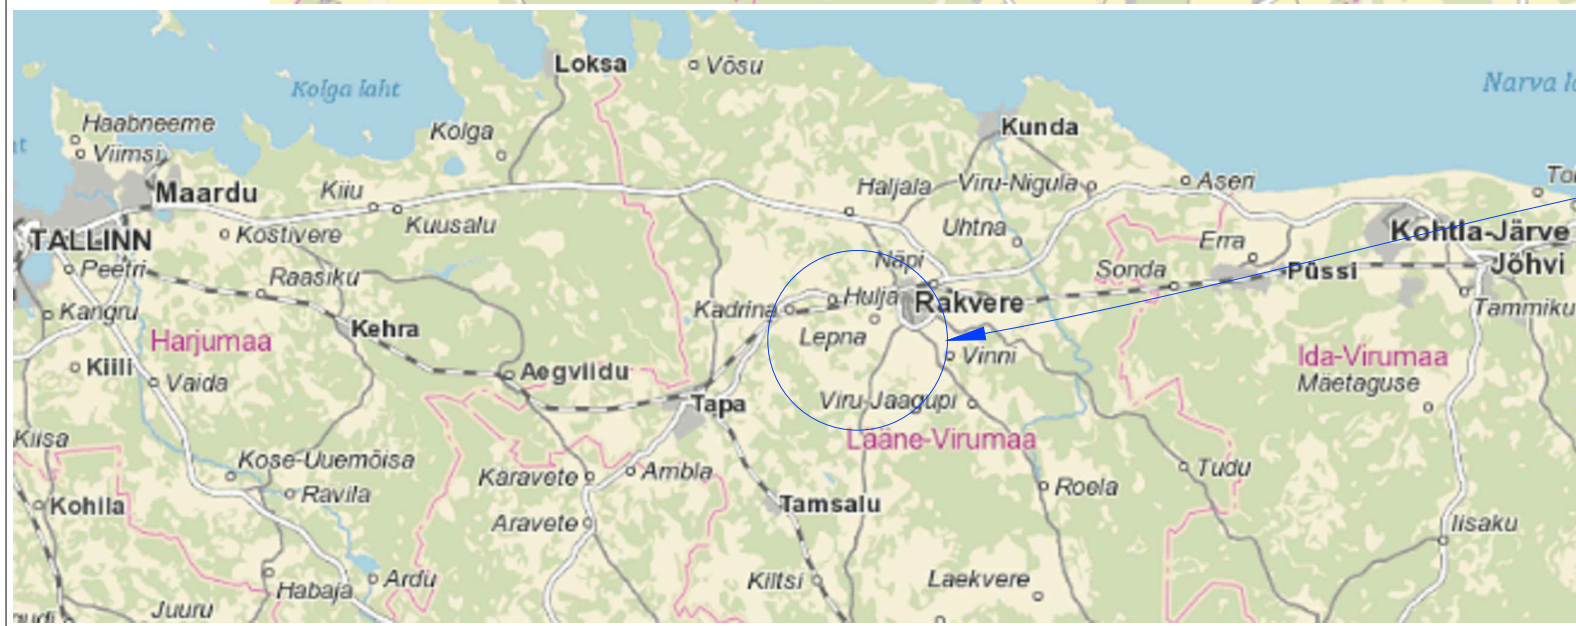 Loksa
Võsu
Kolga laht
Narva l
Haabneeme
Viimsi
Kolga
Kunda
Maardu
Kiiu
Kuusalu
Haljala
Viru-Nigula
Aseri
TALLINN
Kostivere
Uhtna
Erra
Kohtla-Järve
Peetri
Raasiku
Näpi
Sonda
Püssi
Jõhvi
Kangru
Kadrina
Hulja
Rakvere
Tammiku
Harjumaa
Kehra
Lepna
Vinni
Ida-Virumaa
Mäetaguse
Kiili
Vaida
Aegviidu
Tapa
Viru-Jaagupi
Lääne-Virumaa
Kiisa
Kose-Uuemõisa
Ravila
Karavete
Ambla
Tudu
Roela
Kohila
Aravete
Tamsalu
Iisaku
Habaja
Ardu
Kiltsi
Laekvere
Juuru